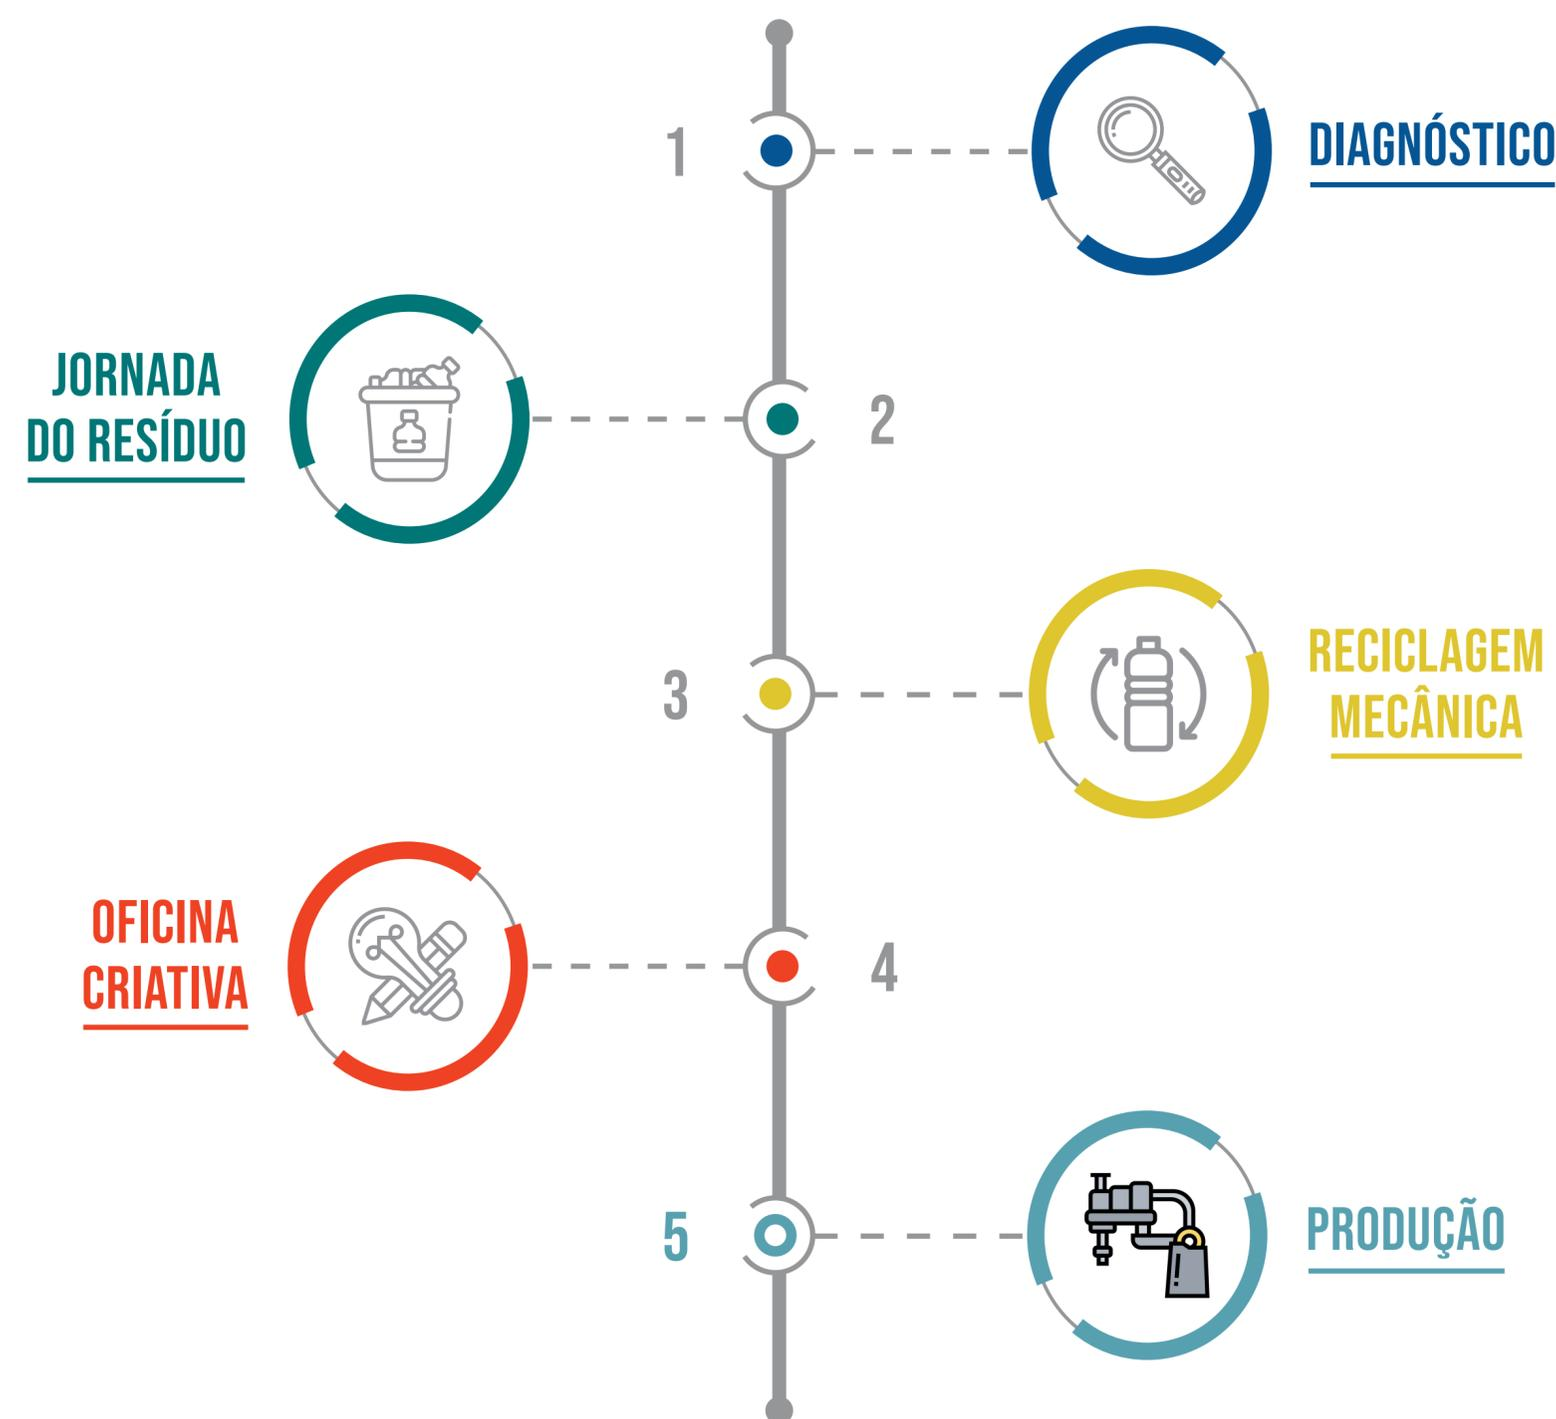 1
DIAGNÓSTICO
JORNADA
DO RESÍDUO
2
3
RECICLAGEM
MECÂNICA
OFICINA
CRIATIVA
4
5
PRODUÇÃO